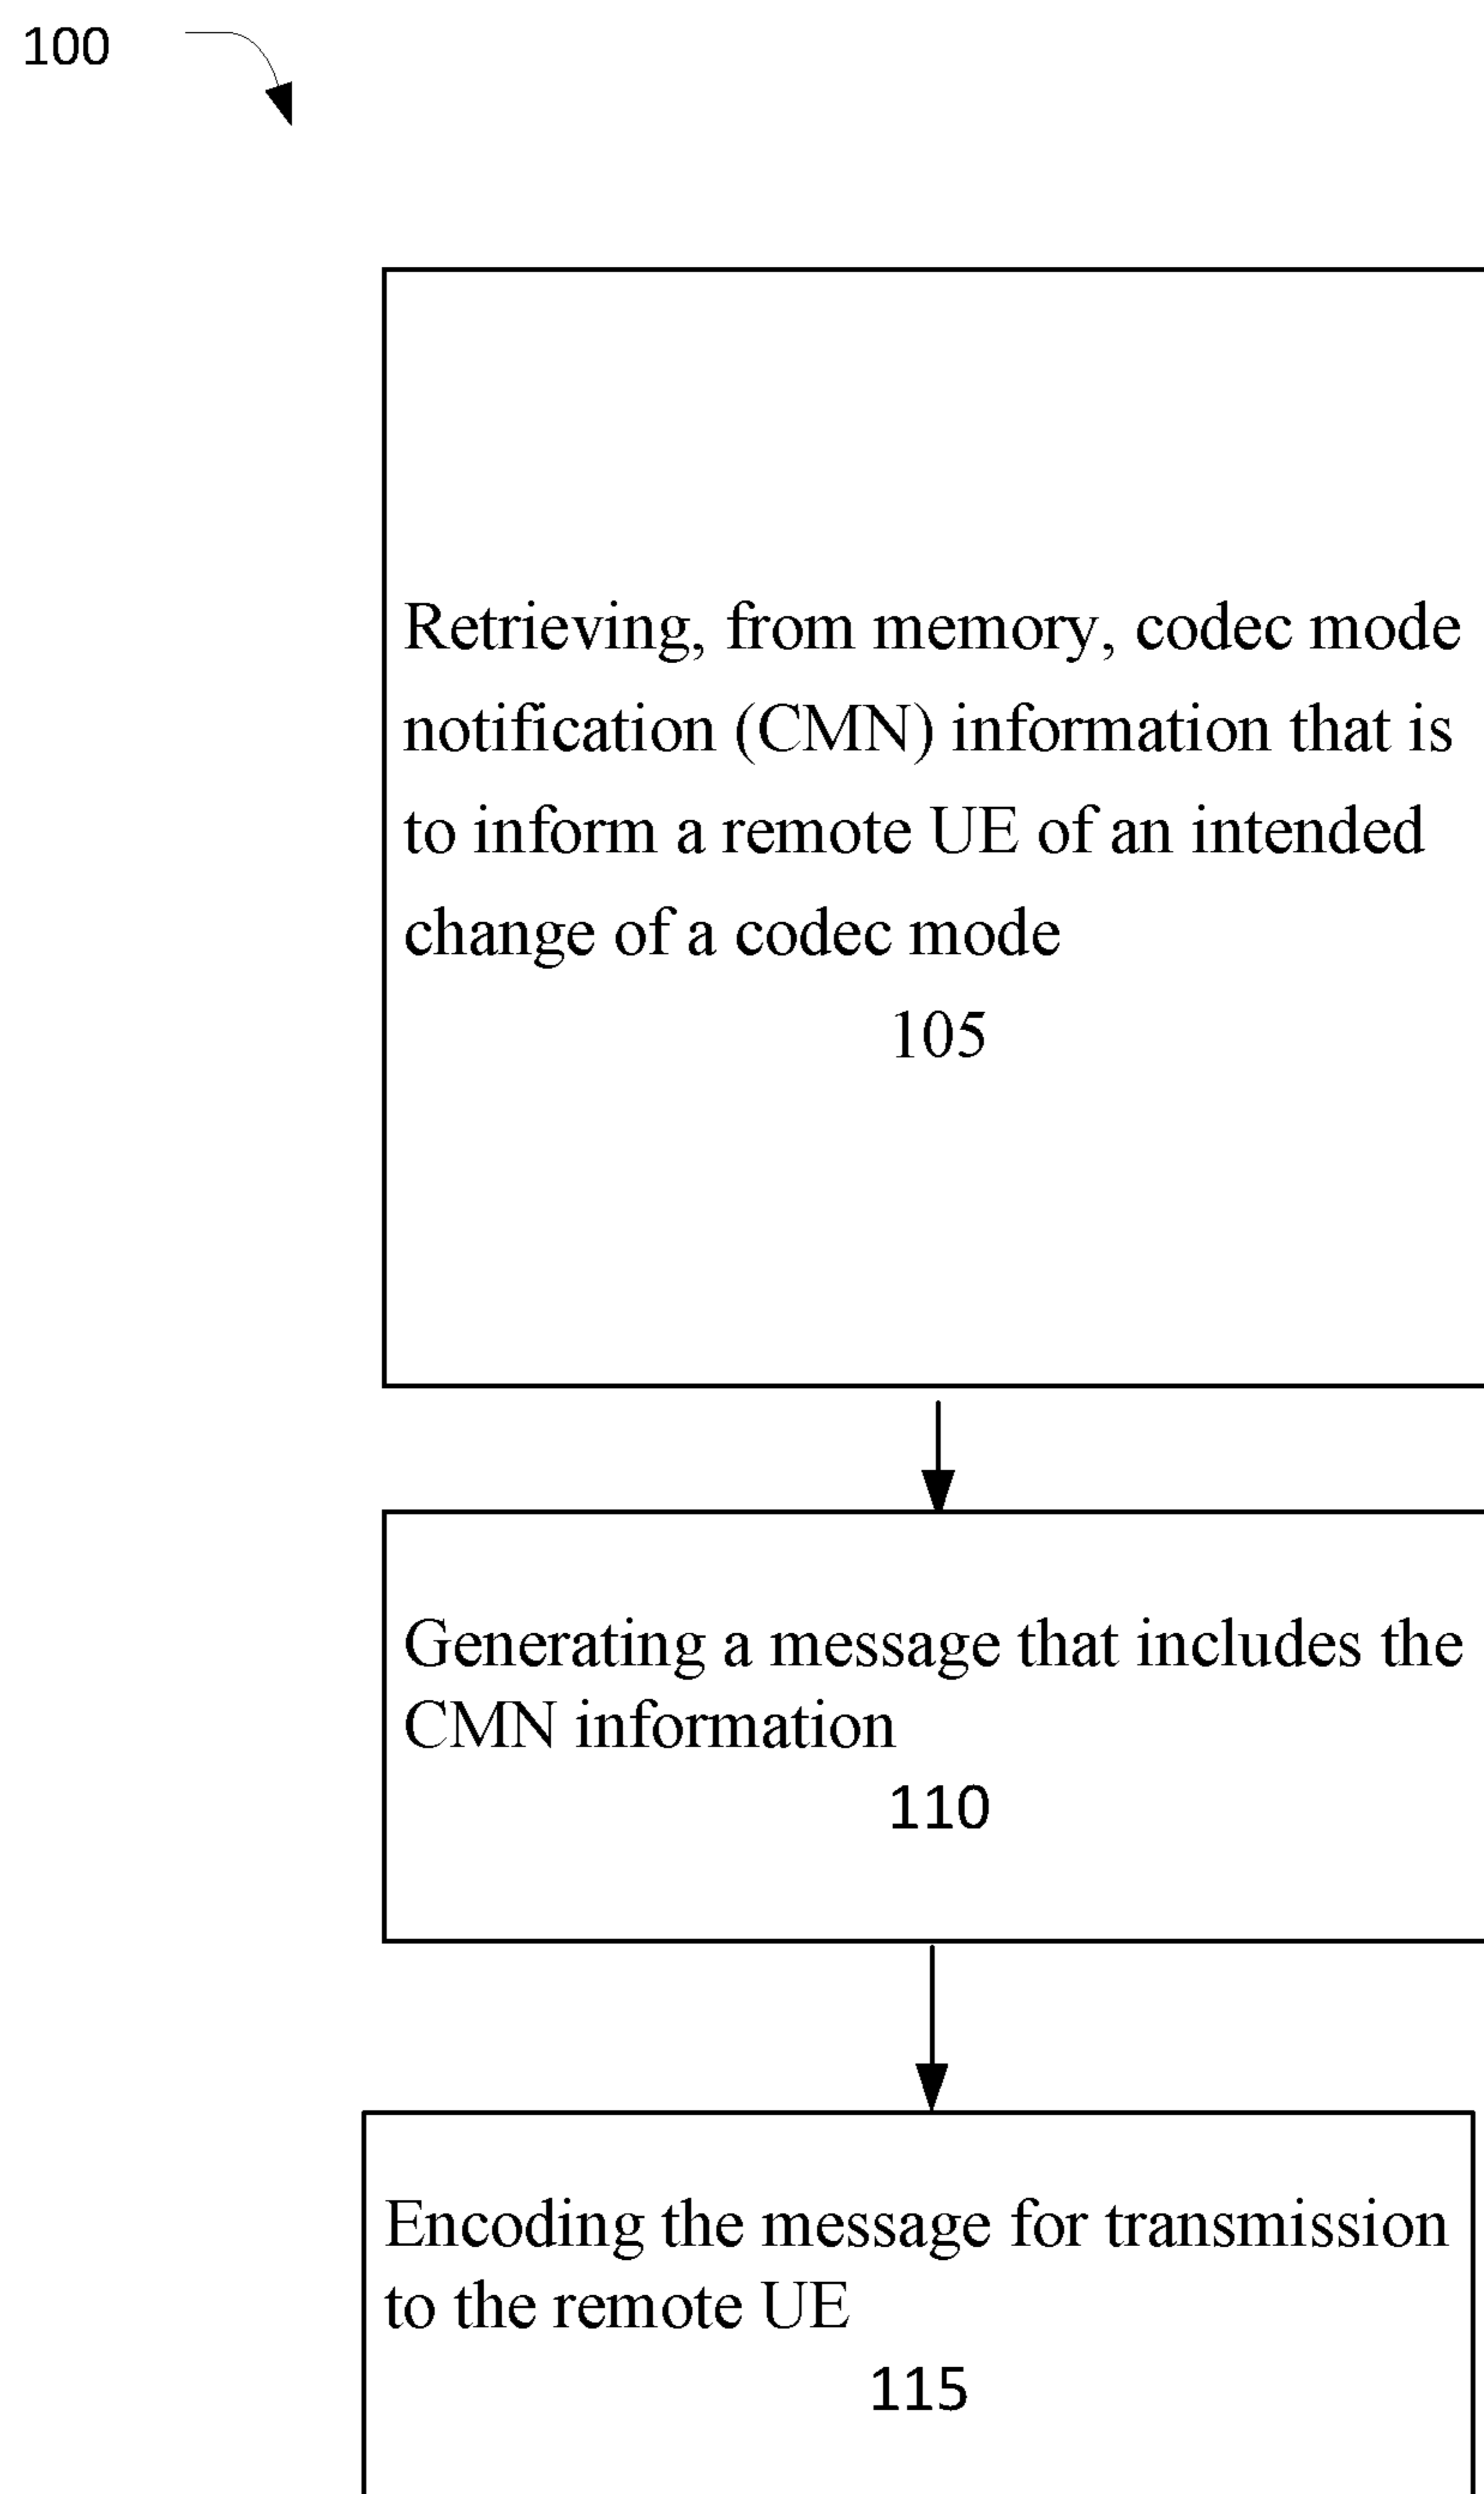 100
Retrieving, from memory, codec mode
notification (CMN) information that is
to inform a remote UE of an intended
change of a codec mode
105
Generating a message that includes the
CMN information
110
Encoding the message for transmission
to the remote UE
115